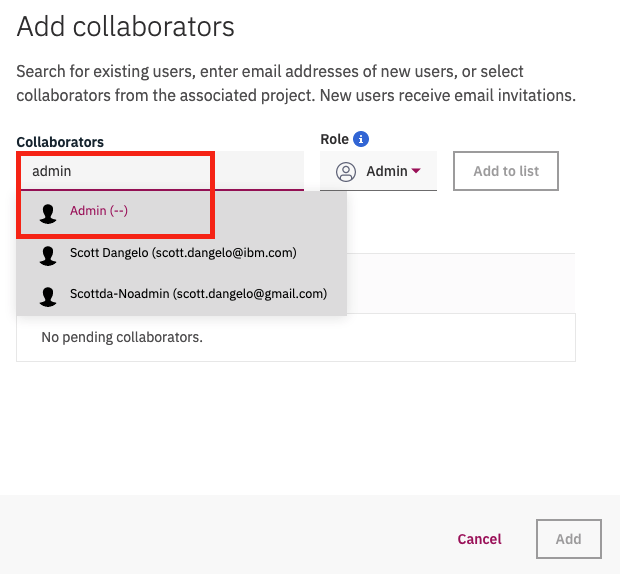 Add collaborators
Search for existing users, enter email addresses of new users, or select
collaborators from the associated project. New users receive email invitations.
Collaborators
Role i
admin
Admin
Add to list
Admin (--)
Scott Dangelo (scott.dangelo@ibm.com)
Scottda-Noadmin (scott.dangelo@gmail.com)
No pending collaborators.
Cancel
Add